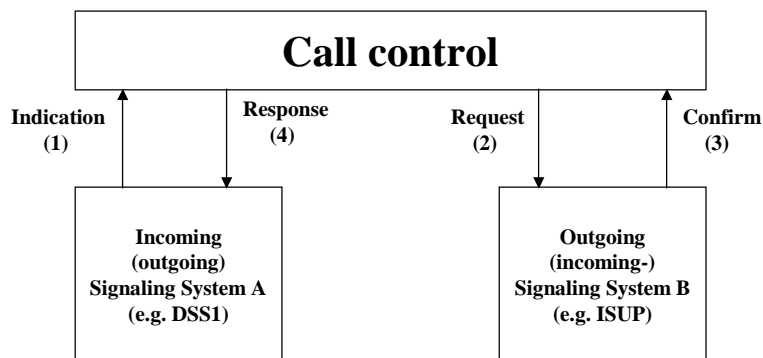 Call control
Indication
(1)
Response
(4)
Request
(2)
Confirm
(3)
Incoming
(outgoing)
Signaling System A
(e.g. DSS1)
Outgoing
(incoming-)
Signaling System B
(e.g. ISUP)